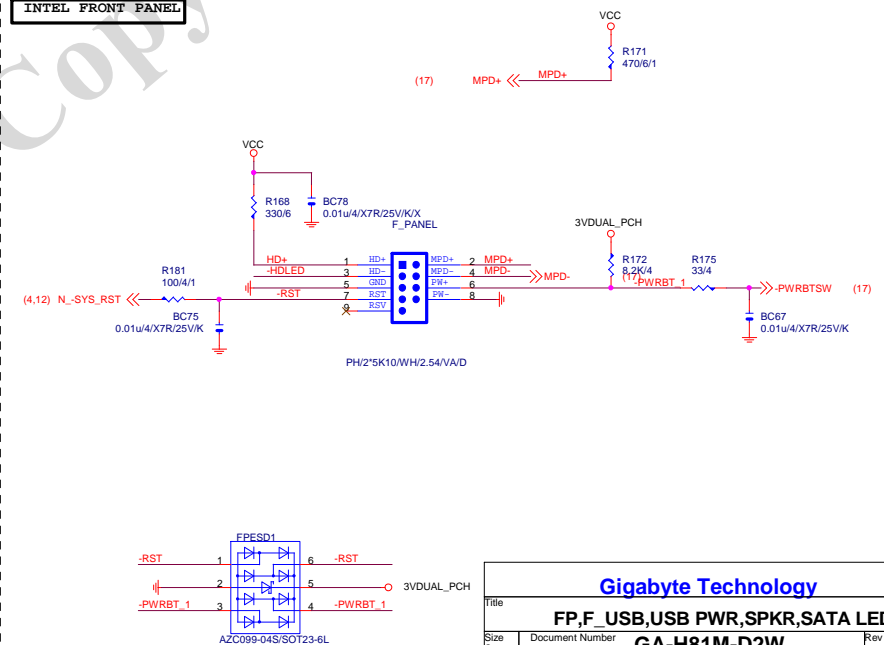 INTEL FRONT PANEL
Copy
VCC
R171
470/6/1
(17) MPD+ MPD+
VCC
R168
330/6
BC78
0.01u/4/X7R/25V/K/X
F_PANEL
3VDUAL_PCH
HD+ 1 HD+ MPD+ 2 MPD+
-HDLED 3 HD- MPD- 4 MPD- MPD-
5 GND PW+ 6
-RST 7 RST PW- 8
9 RSV
R172
8.2K/4
(17)
-PWRBT_1
R175
33/4
-PWRBTSW (17)
R181
100/4/1
(4,12) N_-SYS_RST
BC75
0.01u/4/X7R/25V/K
BC67
0.01u/4/X7R/25V/K
PH/2*5K10/WH/2.54/VA/D
FPESD1
-RST 1 6 -RST
2 5 3VDUAL_PCH
-PWRBT_1 3 4 -PWRBT_1
AZC099-04S/SOT23-6L
Gigabyte Technology
Title
FP,F_USB,USB PWR,SPKR,SATA LED
Size Document Number GA-H81M-D2W Rev